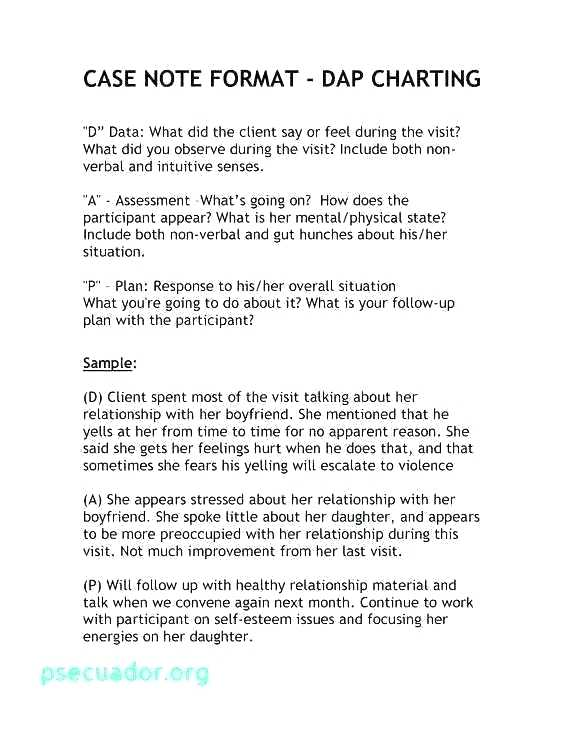 CASE NOTE FORMAT - DAP CHARTING
"D” Data: What did the client say or feel during the visit?
What did you observe during the visit? Include both non-
verbal and intuitive senses.
"A" - Assessment –What’s going on?  How does the
participant appear? What is her mental/physical state?
Include both non-verbal and gut hunches about his/her
situation.
"P" – Plan: Response to his/her overall situation
What you're going to do about it? What is your follow-up
plan with the participant?
Sample:
(D) Client spent most of the visit talking about her
relationship with her boyfriend. She mentioned that he
yells at her from time to time for no apparent reason. She
said she gets her feelings hurt when he does that, and that
sometimes she fears his yelling will escalate to violence
(A) She appears stressed about her relationship with her
boyfriend. She spoke little about her daughter, and appears
to be more preoccupied with her relationship during this
visit. Not much improvement from her last visit.
(P) Will follow up with healthy relationship material and
talk when we convene again next month. Continue to work
with participant on self-esteem issues and focusing her
energies on her daughter.
psecuador.org